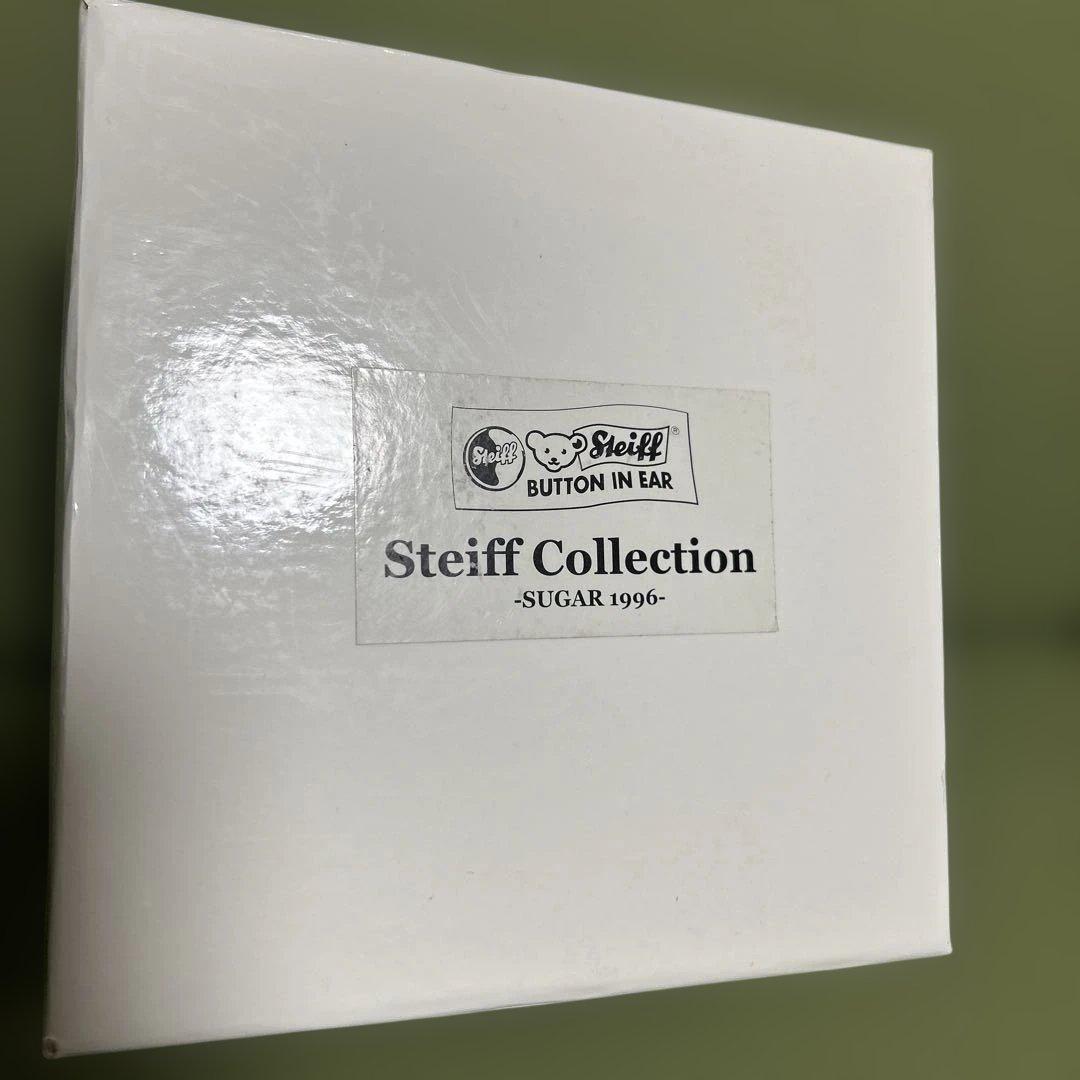 Steiff
Steiff®
BUTTON IN EAR
Steiff Collection
-SUGAR 1996-